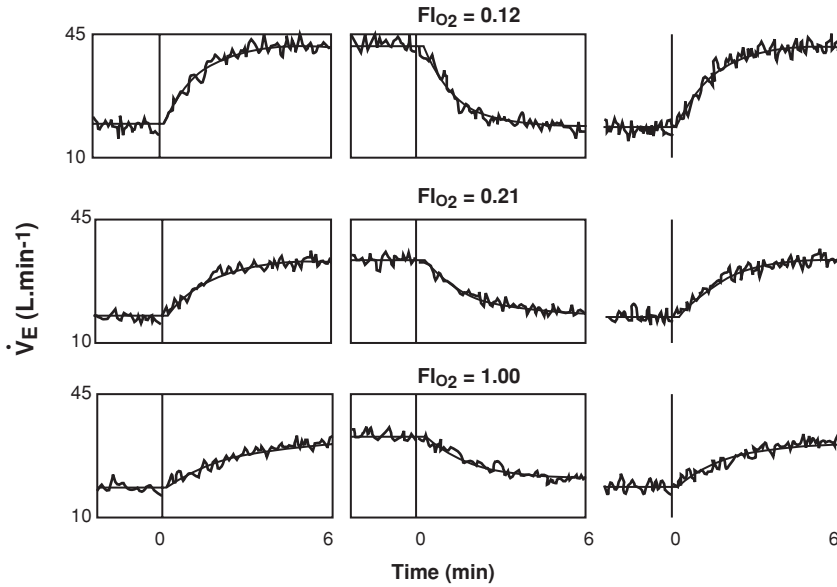 FIO2 = 0.12
45
10
FIO2 = 0.21
45
10
V̇E (L.min-1)
FIO2 = 1.00
45
10
0 6 0 6 0 6
Time (min)